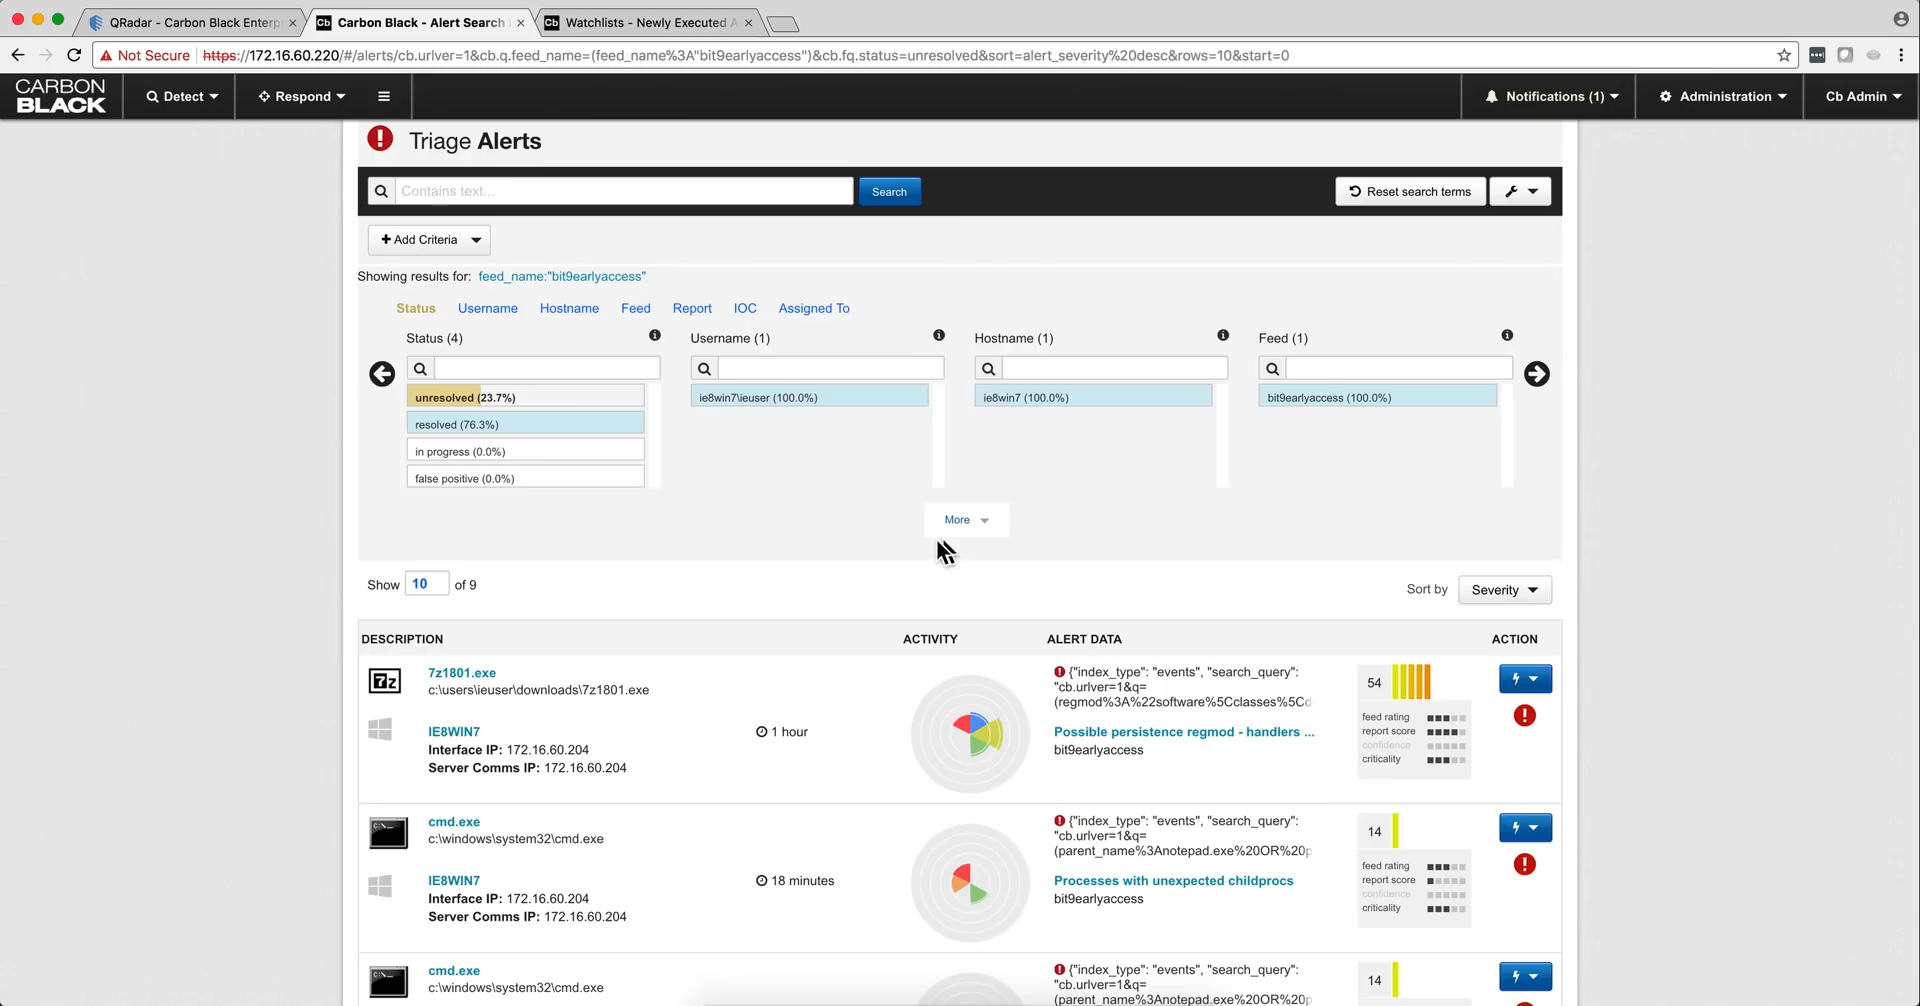 QRadar - Carbon Black Enterp
Carbon Black - Alert Search
Watchlists - Newly Executed A
Not Secure https://172.16.60.220/#/alerts/cb.urlver=1&cb.q.feed_name=(feed_name%3A"bit9earlyaccess")&cb.fq.status=unresolved&sort=alert_severity%20desc&rows=10&start=0
CARBON
BLACK
Detect
Respond
Notifications (1)
Administration
Cb Admin
Triage Alerts
Contains text...
Search
Reset search terms
Add Criteria
Showing results for: feed_name:"bit9earlyaccess"
Status Username Hostname Feed Report IOC Assigned To
Status (4)
Username (1)
Hostname (1)
Feed (1)
unresolved (23.7%)
ie8win7\ieuser (100.0%)
ie8win7 (100.0%)
bit9earlyaccess (100.0%)
resolved (76.3%)
in progress (0.0%)
false positive (0.0%)
More
Show 10 of 9
Sort by Severity
DESCRIPTION ACTIVITY ALERT DATA ACTION
7z
7z1801.exe
c:\users\ieuser\downloads\7z1801.exe
IE8WIN7
Interface IP: 172.16.60.204
Server Comms IP: 172.16.60.204
1 hour
{"index_type": "events", "search_query":
"cb.urlver=1&q=
(regmod%3A%22software%5Cclasses%5Cd
Possible persistence regmod - handlers ...
bit9earlyaccess
54
feed rating
report score
confidence
criticality
cmd.exe
c:\windows\system32\cmd.exe
IE8WIN7
Interface IP: 172.16.60.204
Server Comms IP: 172.16.60.204
18 minutes
{"index_type": "events", "search_query":
"cb.urlver=1&q=
(parent_name%3Anotepad.exe%20OR%20p
Processes with unexpected childprocs
bit9earlyaccess
14
feed rating
report score
confidence
criticality
cmd.exe
c:\windows\system32\cmd.exe
{"index_type": "events", "search_query":
"cb.urlver=1&q=
(parent_name%3Anotepad.exe%20OR%20p
14